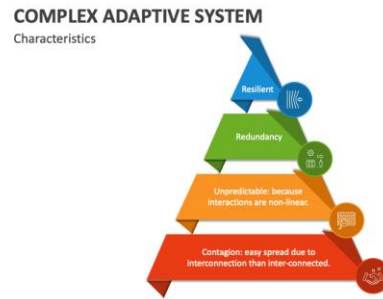 COMPLEX ADAPTIVE SYSTEM
Characteristics
Resilient
Redundancy
Unpredictable: because
interactions are non-linear.
Contagion: easy spread due to
interconnection than inter-connected.